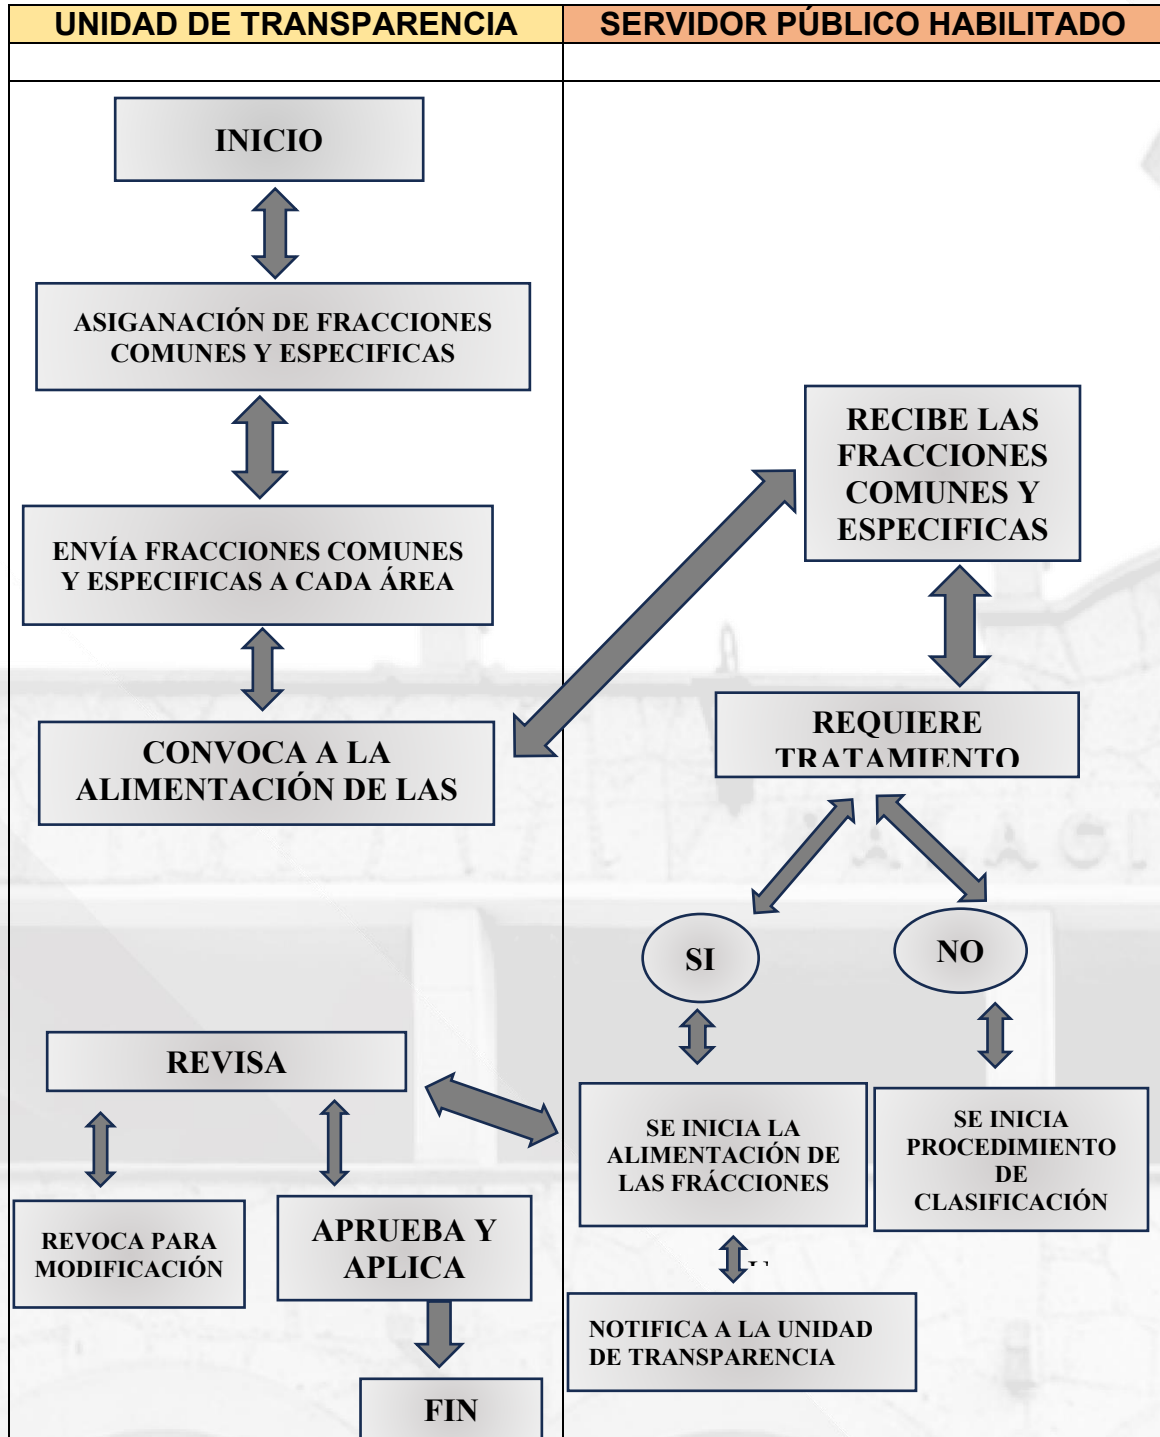 UNIDAD DE TRANSPARENCIA
SERVIDOR PÚBLICO HABILITADO
INICIO
ASIGANACIÓN DE FRACCIONES
COMUNES Y ESPECIFICAS
ENVÍA FRACCIONES COMUNES
Y ESPECIFICAS A CADA ÁREA
CONVOCA A LA
ALIMENTACIÓN DE LAS
RECIBE LAS
FRACCIONES
COMUNES Y
ESPECIFICAS
REQUIERE
TRATAMIENTO
SI
NO
REVISA
SE INICIA LA
ALIMENTACIÓN DE
LAS FRÁCCIONES
SE INICIA
PROCEDIMIENTO
DE
CLASIFICACIÓN
REVOCA PARA
MODIFICACIÓN
APRUEBA Y
APLICA
NOTIFICA A LA UNIDAD
DE TRANSPARENCIA
FIN